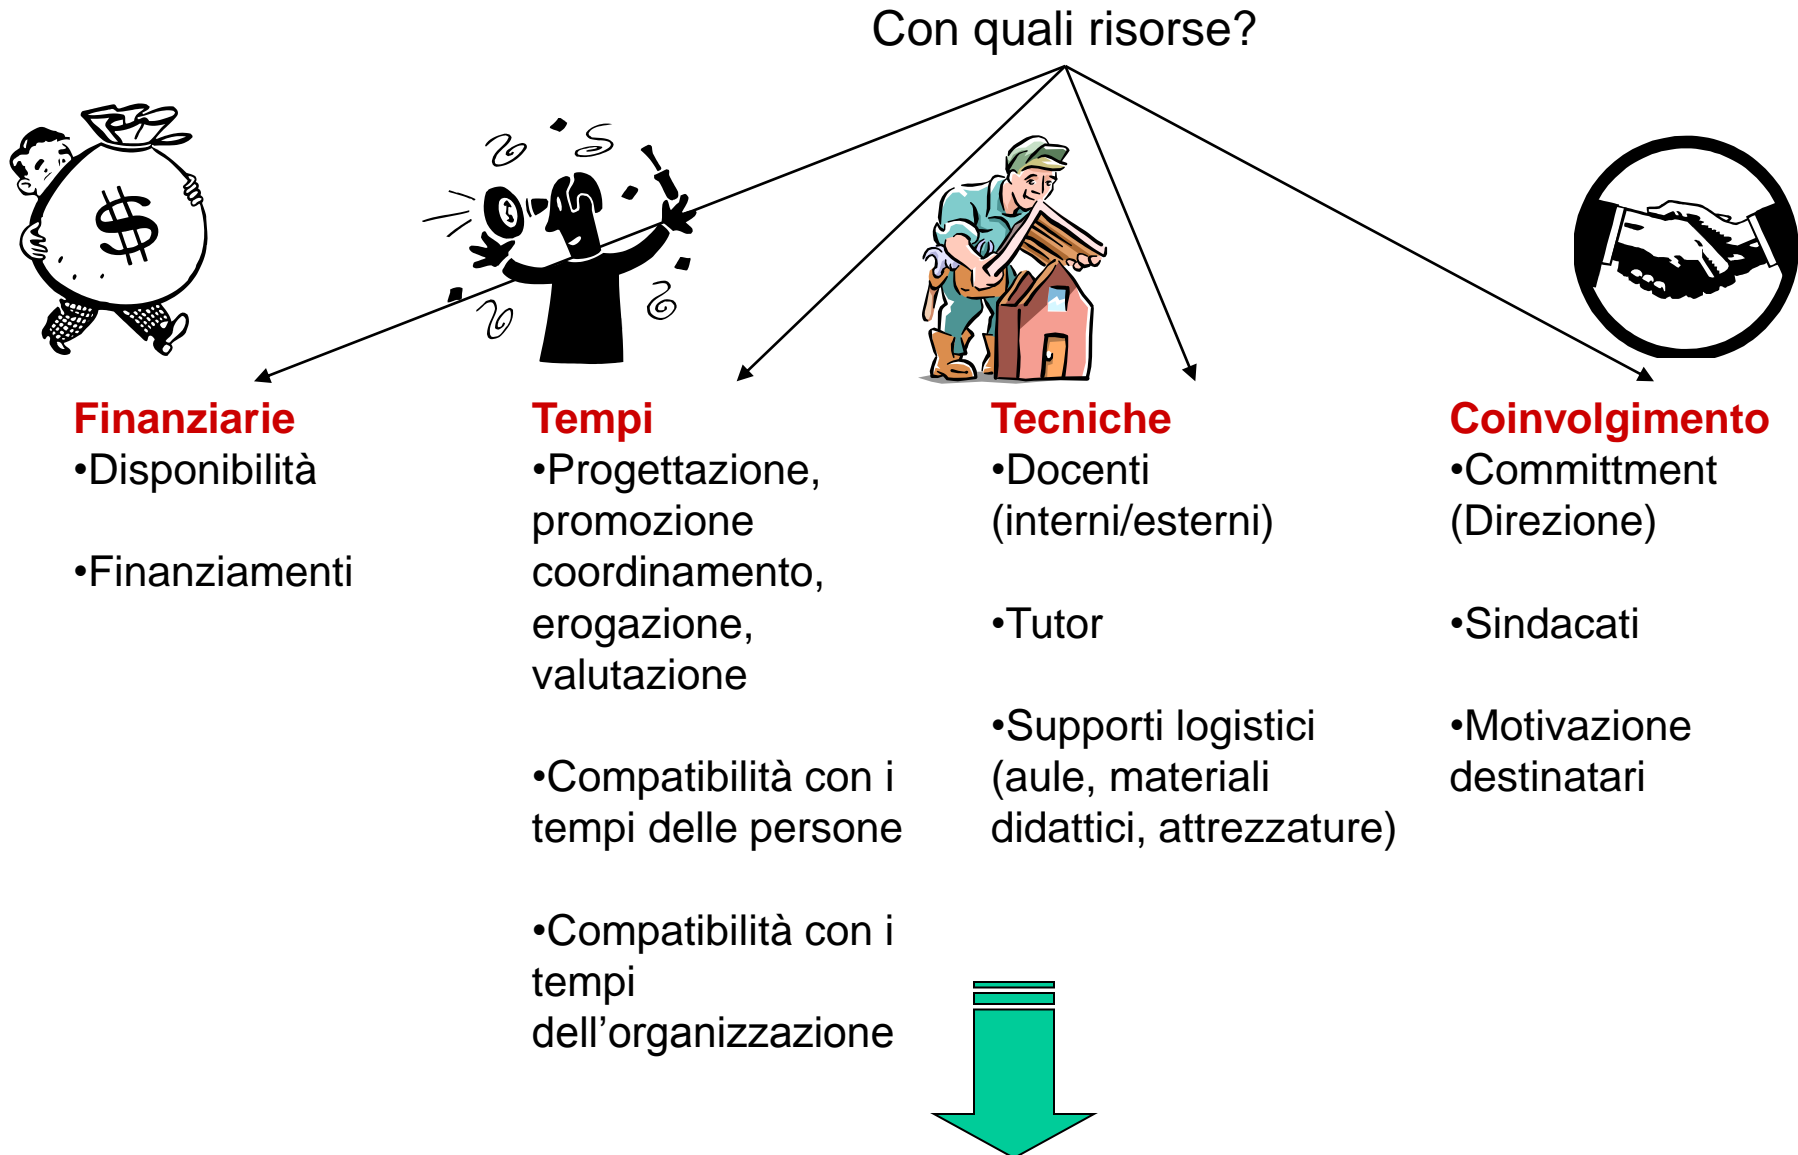 Con quali risorse?
Finanziarie
•Disponibilità
•Finanziamenti
Tempi
•Progettazione,
promozione
coordinamento,
erogazione,
valutazione
•Compatibilità con i
tempi delle persone
•Compatibilità con i
tempi
dell’organizzazione
Tecniche
•Docenti
(interni/esterni)
•Tutor
•Supporti logistici
(aule, materiali
didattici, attrezzature)
Coinvolgimento
•Committment
(Direzione)
•Sindacati
•Motivazione
destinatari
$